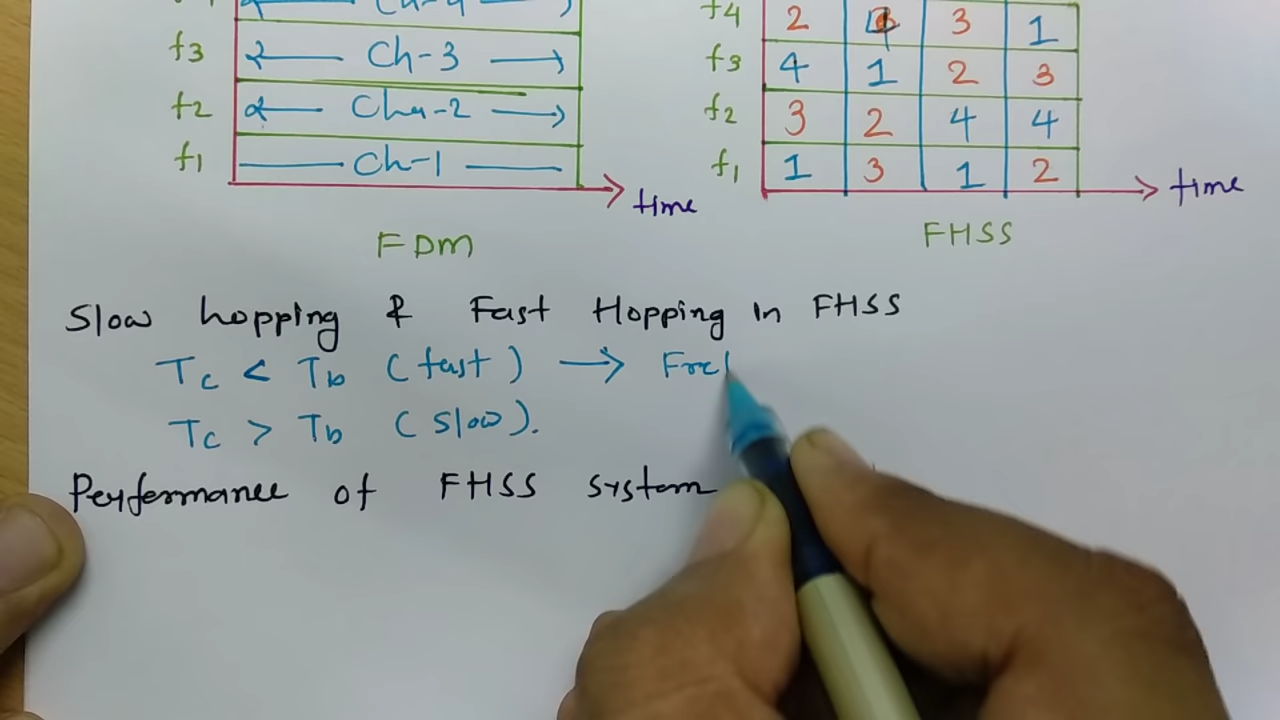 f3 Ch-3
f2 Cha-2
f1 Ch-1
time
FDM
f4 2 3 1
f3 4 1 2 3
f2 3 2 4 4
f1 1 3 1 2
time
FHSS
Slow hopping & Fast Hopping in FHSS
Tc < Tb (fast) →
Tc > Tb (slow).
Performance of FHSS system